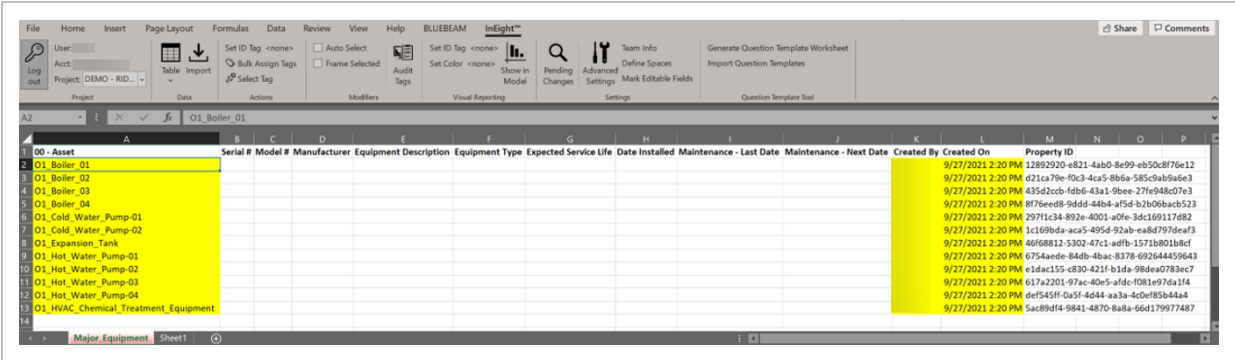 File Home Insert Page Layout Formulas Data Review View Help BLUEBEAM InEight™ Share Comments
User: Set ID Tag <none> Auto Select Set ID Tag <none> Team Info Generate Question Template Worksheet
Acct: Bulk Assign Tags Frame Selected Set Color <none> Define Spaces Import Question Templates
Log out Project: DEMO - RID... Table Import Select Tag Audit Tags Show in Model Pending Changes Advanced Settings Mark Editable Fields
Project Data Actions Modifiers Visual Reporting Settings Question Template Tool
A2 fx O1_Boiler_01
A B C D E F G H I J K L M N O P
1 00 - Asset Serial # Model # Manufacturer Equipment Description Equipment Type Expected Service Life Date Installed Maintenance - Last Date Maintenance - Next Date Created By Created On Property ID
2 O1_Boiler_01 9/27/2021 2:20 PM 12892920-e821-4ab0-8e99-eb50c8f76e12
3 O1_Boiler_02 9/27/2021 2:20 PM d21ca79e-f0c3-4ca5-8b6a-585c9ab9a6e3
4 O1_Boiler_03 9/27/2021 2:20 PM 435d2ccb-fdb6-43a1-9bee-27fe948c07e3
5 O1_Boiler_04 9/27/2021 2:20 PM 8f76eed8-9ddd-44b4-af5d-b2b06bacb523
6 O1_Cold_Water_Pump-01 9/27/2021 2:20 PM 297f1c34-892e-4001-a0fe-3dc169117d82
7 O1_Cold_Water_Pump-02 9/27/2021 2:20 PM 1c169bda-aca5-495d-92ab-ea8d797deaf3
8 O1_Expansion_Tank 9/27/2021 2:20 PM 46f68812-5302-47c1-adfb-1571b801b8cf
9 O1_Hot_Water_Pump-01 9/27/2021 2:20 PM 6754aede-84db-4bac-8378-692644459643
10 O1_Hot_Water_Pump-02 9/27/2021 2:20 PM e1dac155-c830-421f-b1da-98dea0783ec7
11 O1_Hot_Water_Pump-03 9/27/2021 2:20 PM 617a2201-97ac-40e5-afdc-f081e97da1f4
12 O1_Hot_Water_Pump-04 9/27/2021 2:20 PM def545ff-0a5f-4d44-aa3a-4c0ef85b44a4
13 O1_HVAC_Chemical_Treatment_Equipment 9/27/2021 2:20 PM 5ac89df4-9841-4870-8a8a-66d179977487
14
Major_Equipment Sheet1